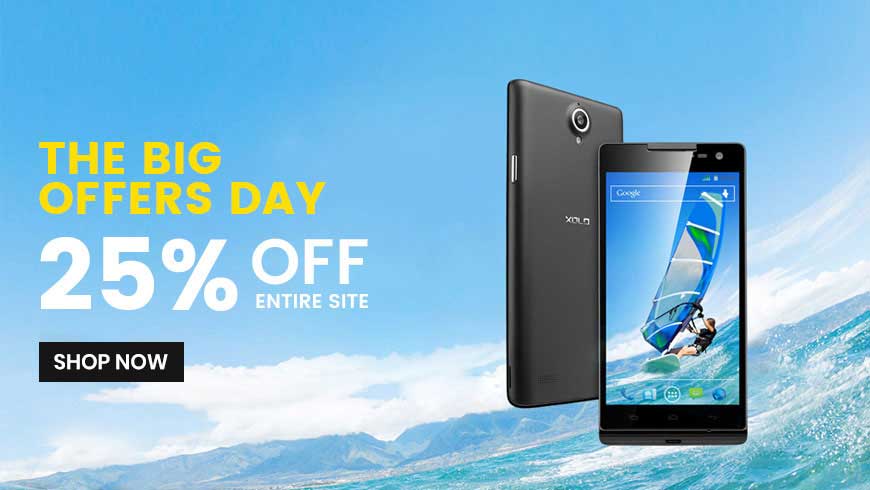 THE BIG
OFFERS DAY
25% OFF
ENTIRE SITE
SHOP NOW
XOLO
Google